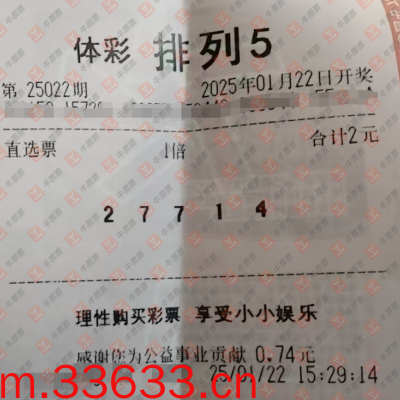 体彩 排列5
第 25022期 2025年01月22日开奖
直选票 1倍 合计2元
2 7 7 1 4
理性购买彩票 享受小小娱乐
感谢你为公益事业贡献 0.74元
25/01/22 15:29:14
m.33633.cn